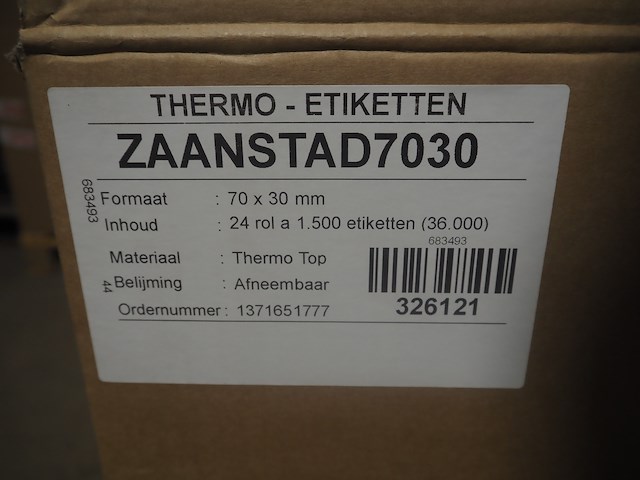 THERMO - ETIKETTEN
ZAANSTAD7030
683493
Formaat : 70 x 30 mm
Inhoud : 24 rol a 1.500 etiketten (36.000)
683493
Materiaal : Thermo Top
44
Belijming : Afneembaar
326121
Ordernummer : 1371651777